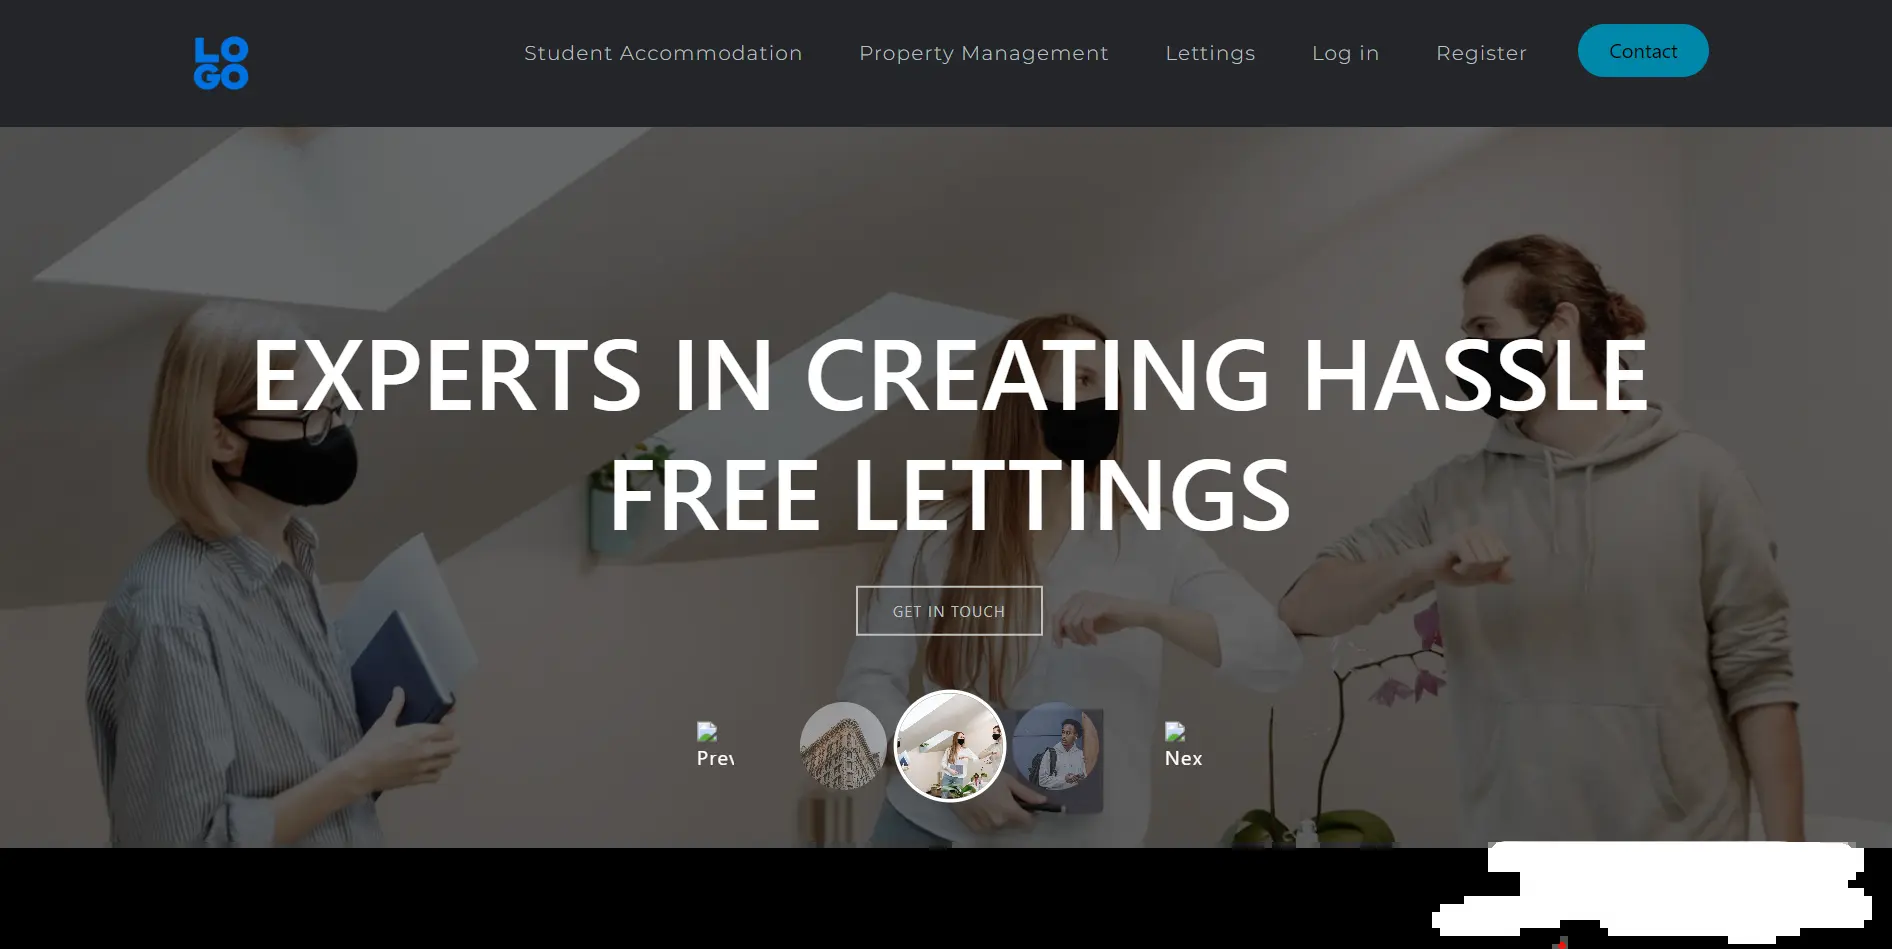 LO
GO
Student Accommodation
Property Management
Lettings
Log in
Register
Contact
EXPERTS IN CREATING HASSLE
FREE LETTINGS
GET IN TOUCH
Prev
Nex